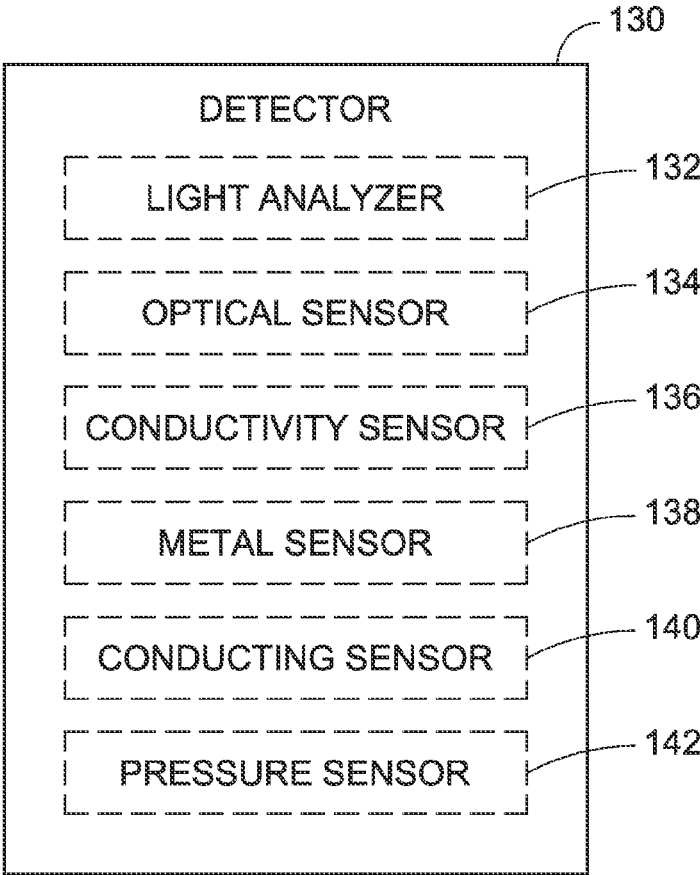 130
DETECTOR
LIGHT ANALYZER
132
OPTICAL SENSOR
134
CONDUCTIVITY SENSOR
136
METAL SENSOR
138
CONDUCTING SENSOR
140
PRESSURE SENSOR
142